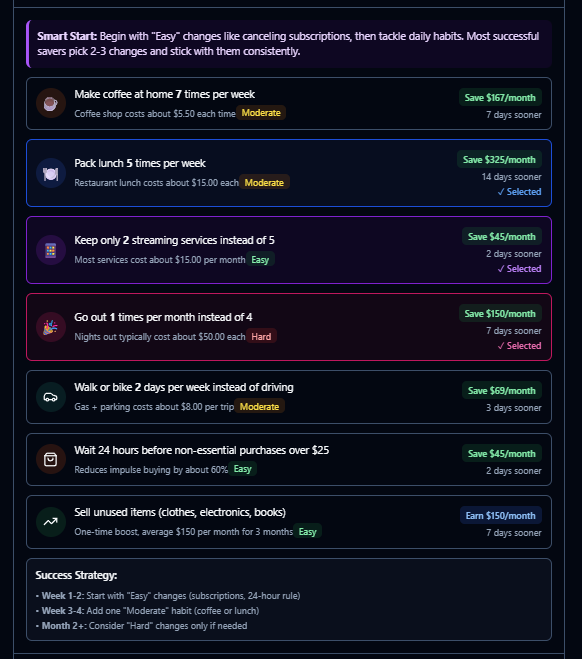 Smart Start: Begin with "Easy" changes like canceling subscriptions, then tackle daily habits. Most successful
savers pick 2-3 changes and stick with them consistently.
Make coffee at home 7 times per week
Save $167/month
Coffee shop costs about $5.50 each time Moderate
7 days sooner
Pack lunch 5 times per week
Save $325/month
Restaurant lunch costs about $15.00 each Moderate
14 days sooner
✓ Selected
Keep only 2 streaming services instead of 5
Save $45/month
Most services cost about $15.00 per month Easy
2 days sooner
✓ Selected
Go out 1 times per month instead of 4
Save $150/month
Nights out typically cost about $50.00 each Hard
7 days sooner
✓ Selected
Walk or bike 2 days per week instead of driving
Save $69/month
Gas + parking costs about $8.00 per trip Moderate
3 days sooner
Wait 24 hours before non-essential purchases over $25
Save $45/month
Reduces impulse buying by about 60% Easy
2 days sooner
Sell unused items (clothes, electronics, books)
Earn $150/month
One-time boost, average $150 per month for 3 months Easy
7 days sooner
Success Strategy:
• Week 1-2: Start with "Easy" changes (subscriptions, 24-hour rule)
• Week 3-4: Add one "Moderate" habit (coffee or lunch)
• Month 2+: Consider "Hard" changes only if needed